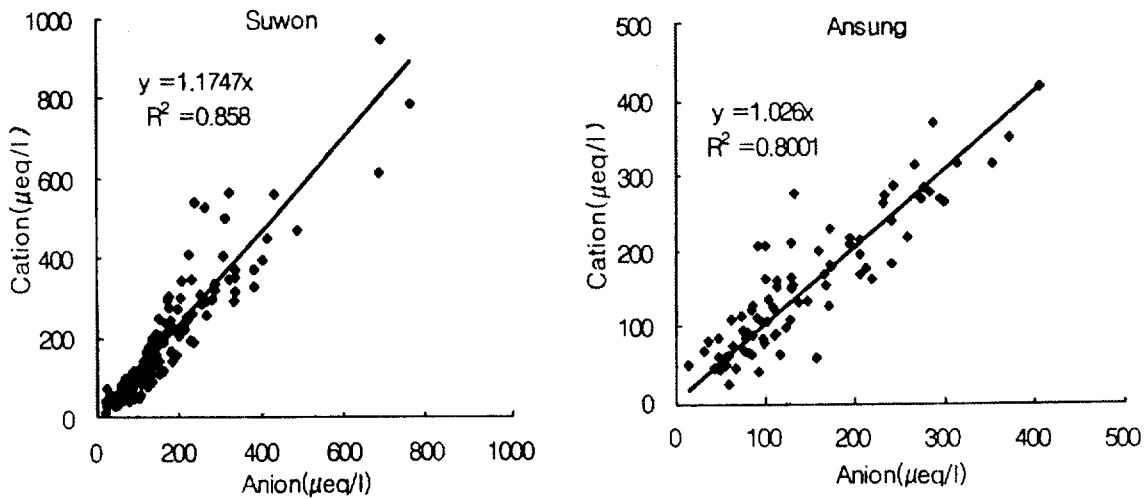 Suwon
y =1.1747x
R² =0.858
Cation(μeq/l)
1000
800
600
400
200
0
0 200 400 600 800 1000
Anion(μeq/l)
Ansung
y =1.026x
R² =0.8001
Cation(μeq/l)
500
400
300
200
100
0
0 100 200 300 400 500
Anion(μeq/l)